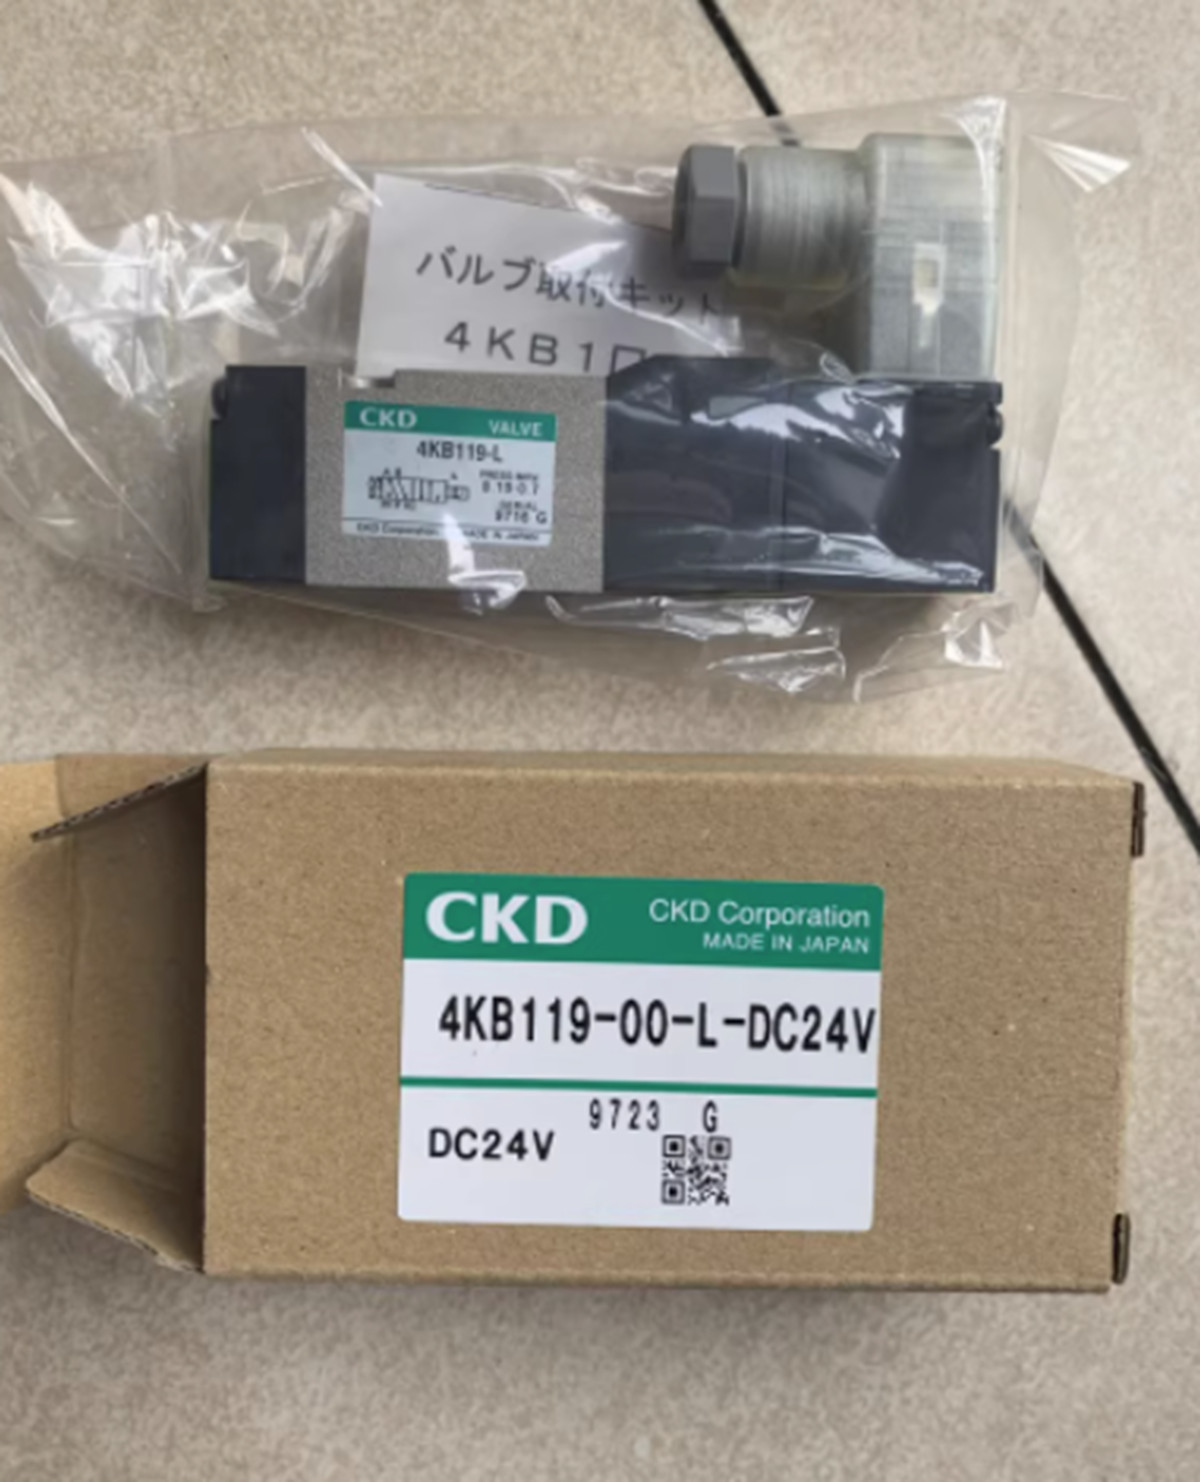 バルブ取付キット
4KB1
CKD VALVE
4KB119-L
CKD Corporation MADE IN JAPAN
CKD CKD Corporation
MADE IN JAPAN
4KB119-00-L-DC24V
9723 G
DC24V